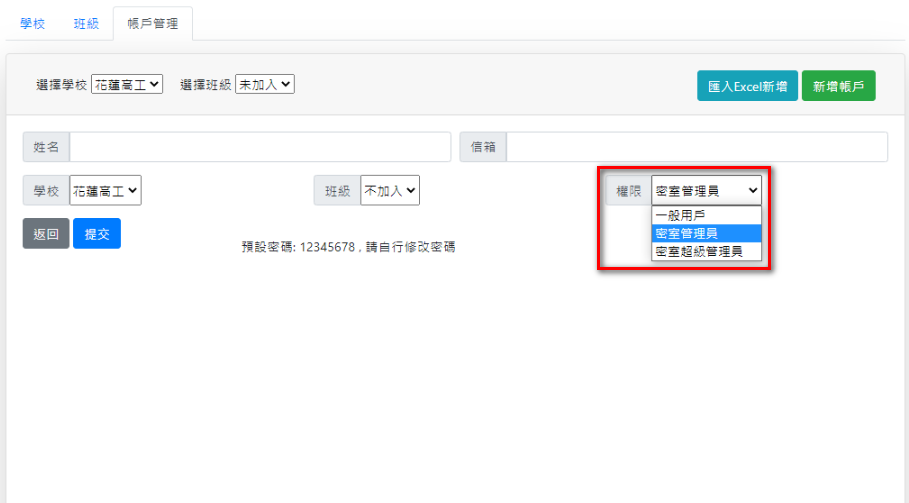 學校 班級 帳戶管理
選擇學校 花蓮高工 選擇班級 未加入 匯入Excel新增 新增帳戶
姓名 信箱
學校 花蓮高工 班級 不加入 權限 密室管理員
一般用戶
返回 提交 密室管理員
預設密碼: 12345678 , 請自行修改密碼 密室超級管理員